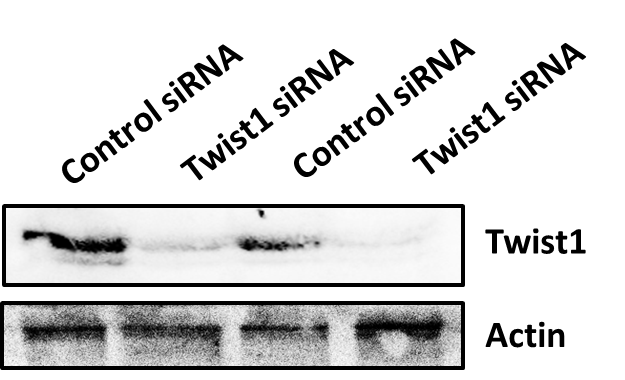 Control siRNA
Twist1 siRNA
Control siRNA
Twist1 siRNA
Twist1
Actin